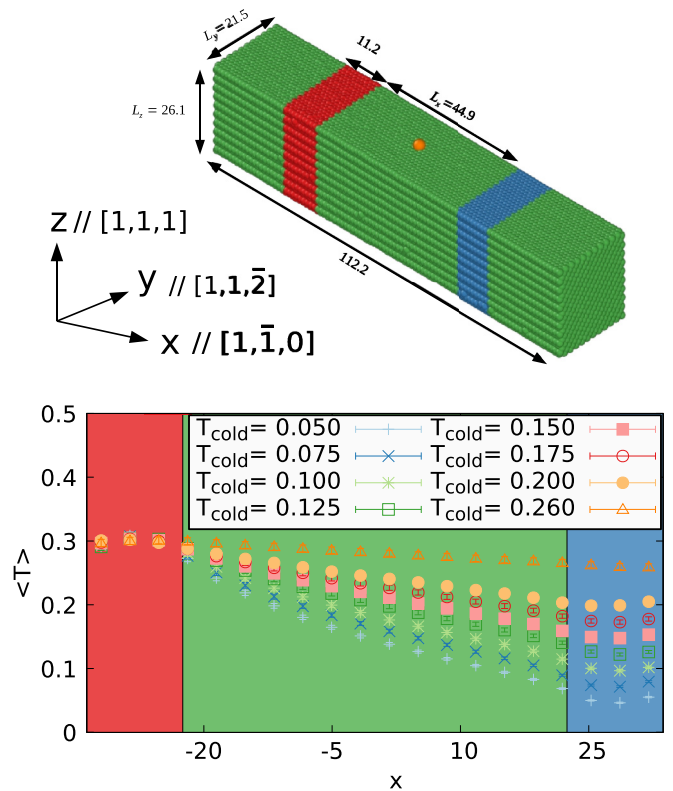 L_y=21.5
11.2
L_x=44.9
L_z = 26.1
112.2
z // [1,1,1]
y // [1,1,2̅]
x // [1,1̅,0]
0.5
0.4
0.3
0.2
0.1
0
<T>
T_cold= 0.050
T_cold= 0.075
T_cold= 0.100
T_cold= 0.125
T_cold= 0.150
T_cold= 0.175
T_cold= 0.200
T_cold= 0.260
-20
-5
10
25
x